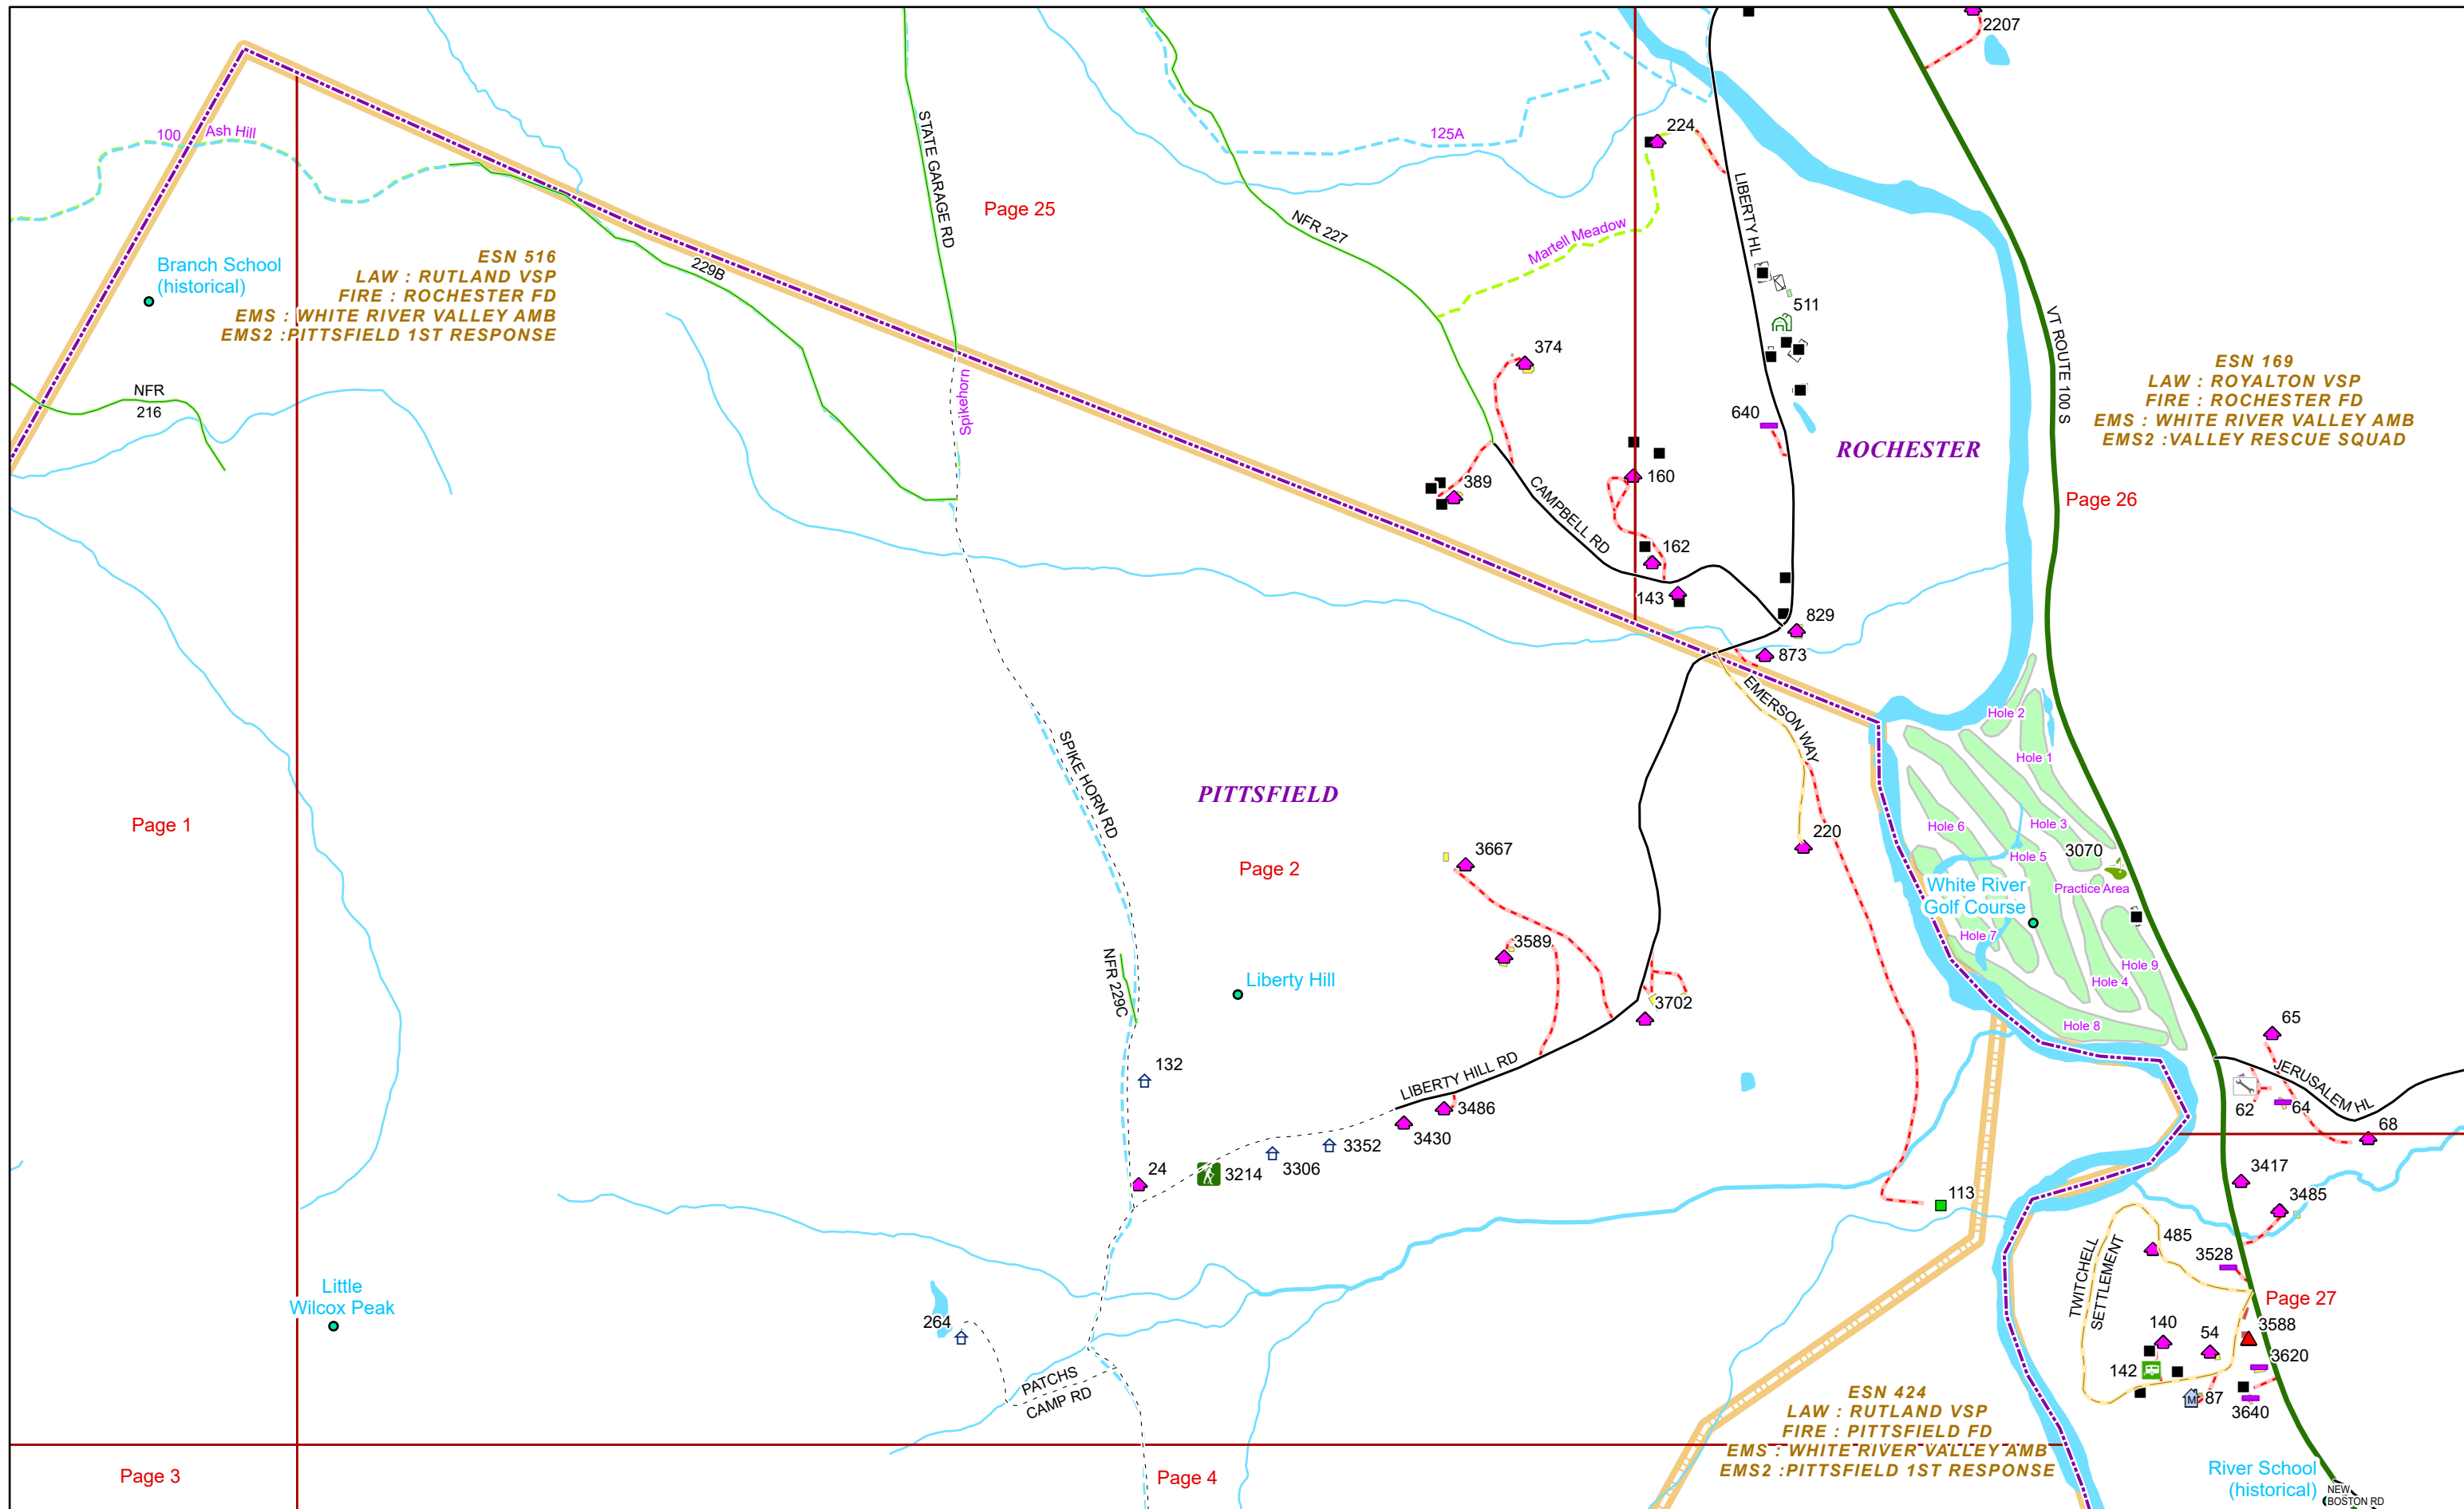 2207
100
Ash Hill
125A
224
STATE GARAGE RD
Page 25
NFR 227
LIBERTY HL
Martell Meadow
Branch School
(historical)
ESN 516
LAW : RUTLAND VSP
FIRE : ROCHESTER FD
EMS : WHITE RIVER VALLEY AMB
EMS2 :PITTSFIELD 1ST RESPONSE
229B
511
VT ROUTE 100 S
374
ESN 169
LAW : ROYALTON VSP
FIRE : ROCHESTER FD
EMS : WHITE RIVER VALLEY AMB
EMS2 :VALLEY RESCUE SQUAD
NFR
216
Spikehorn
640
ROCHESTER
389
160
Page 26
CAMPBELL RD
162
143
829
873
EMERSON WAY
Hole 2
Hole 1
SPIKE HORN RD
PITTSFIELD
Page 1
Hole 6
Hole 3
220
3667
Page 2
Hole 5
3070
White River
Golf Course
Practice Area
3589
Hole 7
NFR 229C
Liberty Hill
Hole 9
Hole 4
3702
Hole 8
65
132
LIBERTY HILL RD
JERUSALEM HL
3486
62
64
3430
68
3352
3306
24
3214
3417
113
3485
485
3528
TWITCHELL
SETTLEMENT
Little
Wilcox Peak
Page 27
264
140
54
3588
3620
142
PATCHS
CAMP RD
M
87
3640
ESN 424
LAW : RUTLAND VSP
FIRE : PITTSFIELD FD
EMS : WHITE RIVER VALLEY AMB
EMS2 :PITTSFIELD 1ST RESPONSE
Page 3
Page 4
River School
(historical)
NEW
BOSTON RD